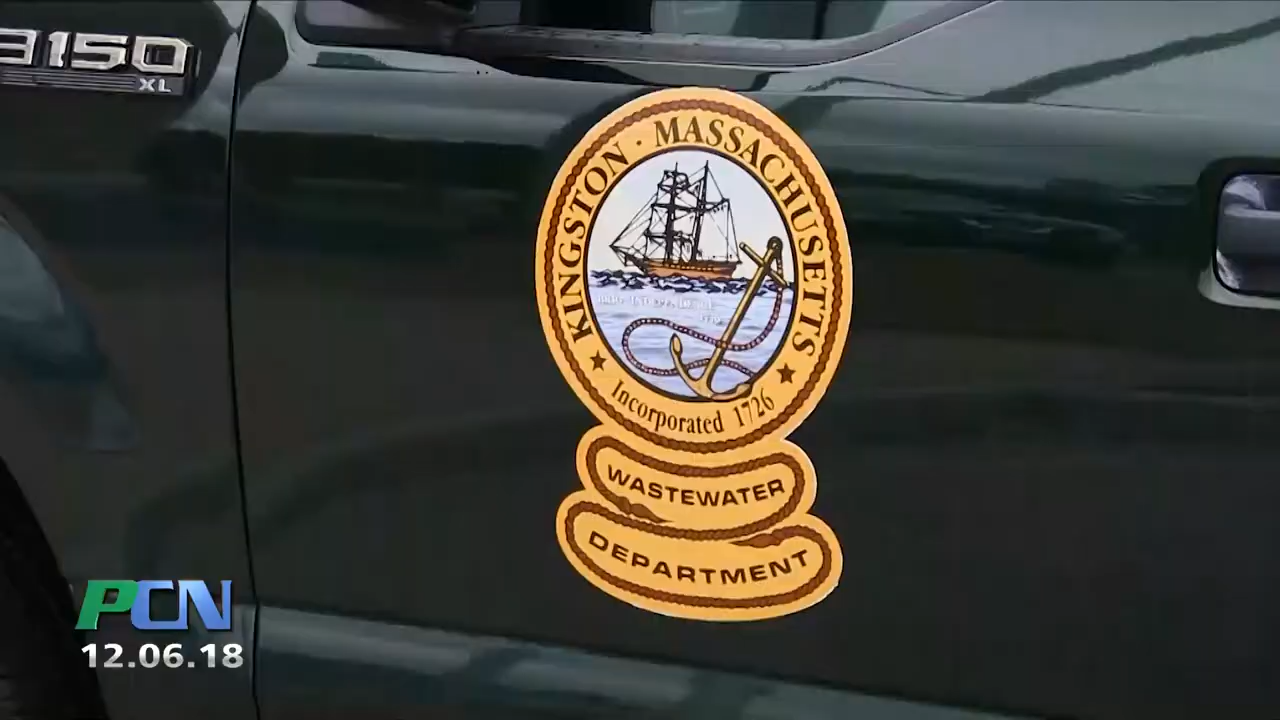 150
XL
KINGSTON · MASSACHUSETTS
Incorporated 1726
WASTEWATER
DEPARTMENT
PCN
12.06.18